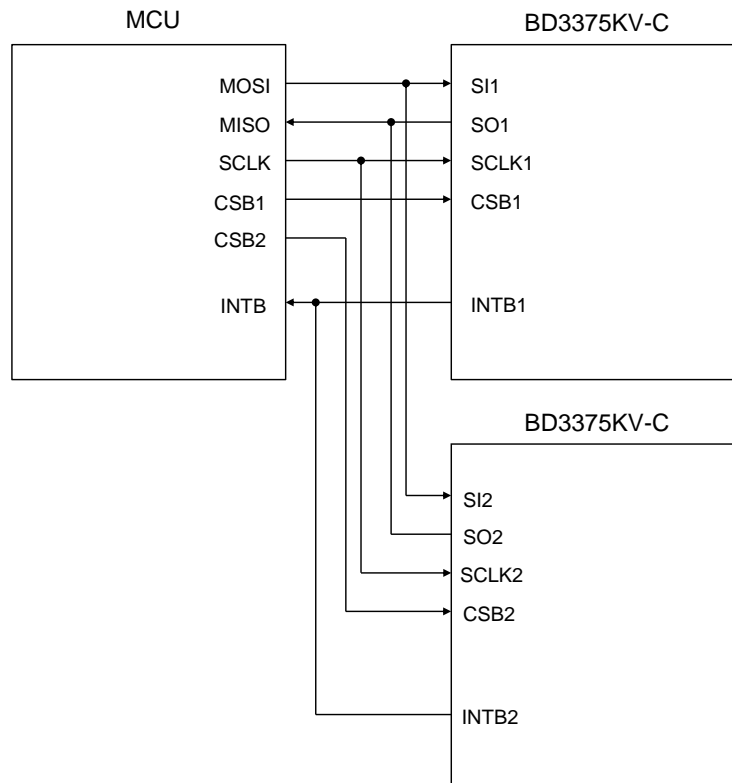 MCU
BD3375KV-C
MOSI
SI1
MISO
SO1
SCLK
SCLK1
CSB1
CSB1
CSB2
INTB
INTB1
BD3375KV-C
SI2
SO2
SCLK2
CSB2
INTB2